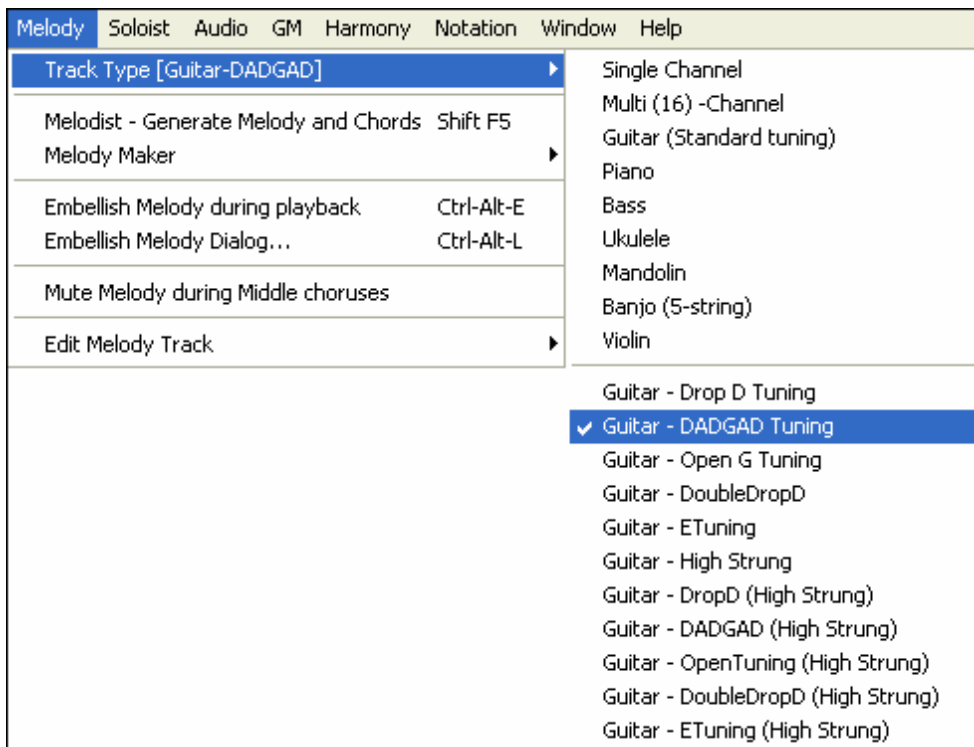 Melody Soloist Audio GM Harmony Notation Window Help
Track Type [Guitar-DADGAD]
Melodist - Generate Melody and Chords Shift F5
Melody Maker
Embellish Melody during playback Ctrl-Alt-E
Embellish Melody Dialog... Ctrl-Alt-L
Mute Melody during Middle choruses
Edit Melody Track
Single Channel
Multi (16) -Channel
Guitar (Standard tuning)
Piano
Bass
Ukulele
Mandolin
Banjo (5-string)
Violin
Guitar - Drop D Tuning
Guitar - DADGAD Tuning
Guitar - Open G Tuning
Guitar - DoubleDropD
Guitar - ETuning
Guitar - High Strung
Guitar - DropD (High Strung)
Guitar - DADGAD (High Strung)
Guitar - OpenTuning (High Strung)
Guitar - DoubleDropD (High Strung)
Guitar - ETuning (High Strung)